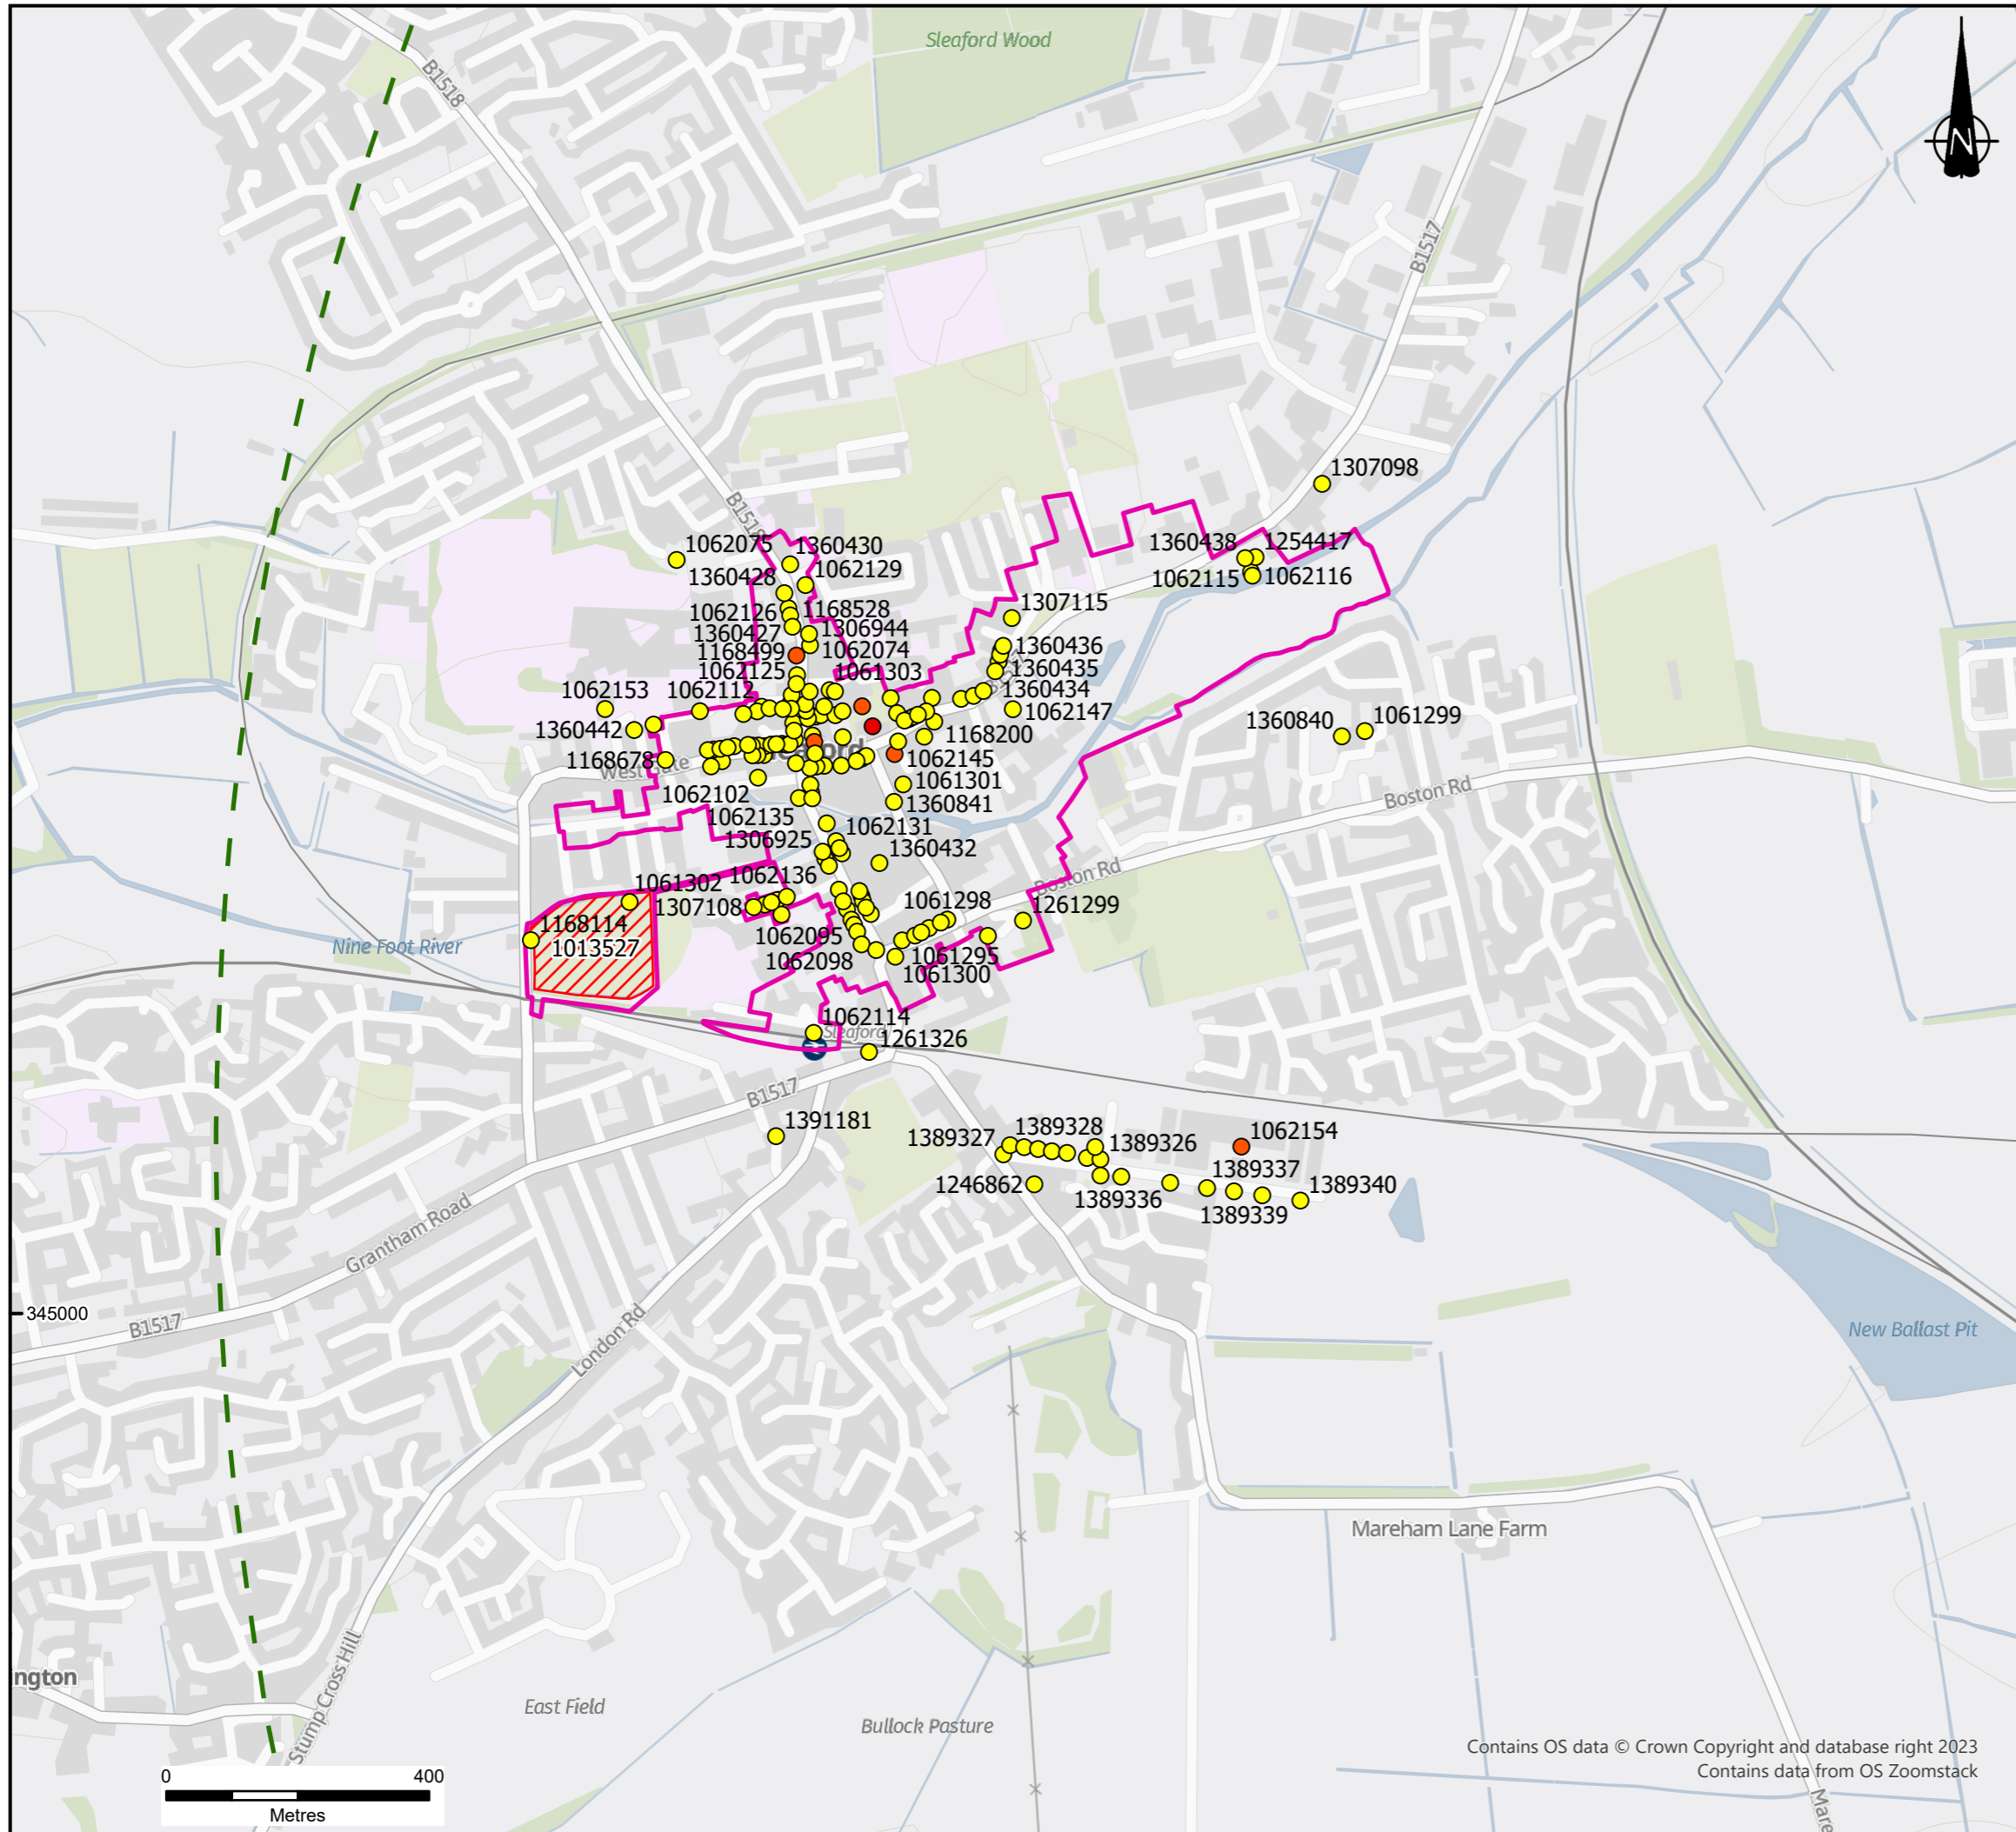 Sleaford Wood
B1518
N
B1517
1307098
B1518
1062075
1360430
1360438
1254417
1360428
1062129
1062115
1062116
1062126
1168528
1307115
1360427
1306944
1168499
1062074
1360436
1062125
1061303
1360435
1062153
1062112
1360434
1062147
1360442
1168200
1360840
1061299
1168678
1062145
1061301
1062102
1360841
Boston Rd
1062135
1062131
1306925
1360432
Boston Rd
1061302
1062136
1307108
1061298
1261299
1168114
Nine Foot River
1013527
1062095
1061295
1062098
1061300
1062114
Sleaford
1261326
B1517
1391181
1389327
1389328
1389326
1062154
1389337
1246862
1389336
1389340
1389339
Grantham Road
345000
B1517
London Rd
New Ballast Pit
Mareham Lane Farm
Stump Cross Hill
ngton
East Field
Bullock Pasture
Contains OS data © Crown Copyright and database right 2023
Contains data from OS Zoomstack
0 400
Metres
Mare